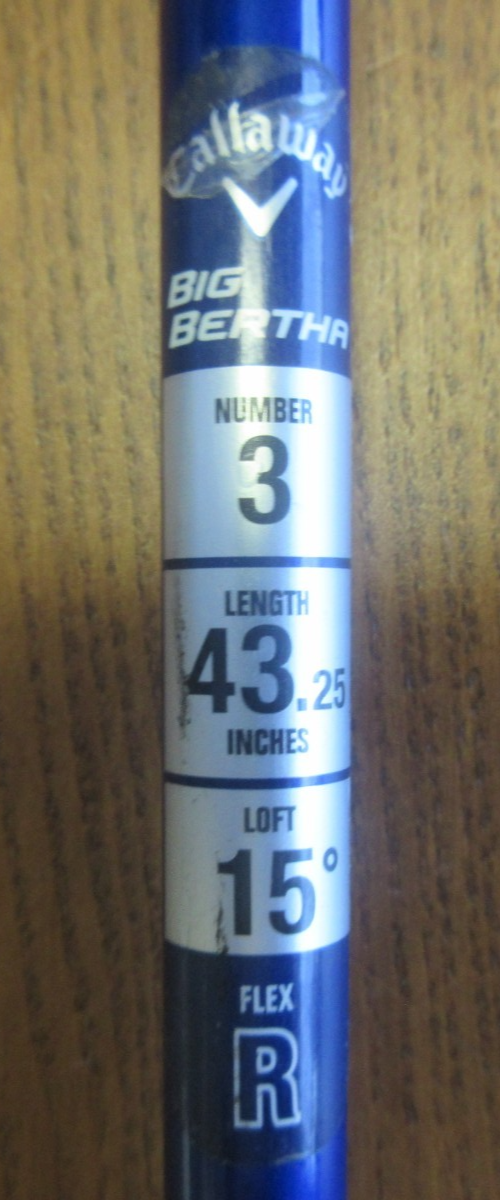 Callaway
BIG
BERTHA
NUMBER
3
LENGTH
43.25
INCHES
LOFT
15°
FLEX
R